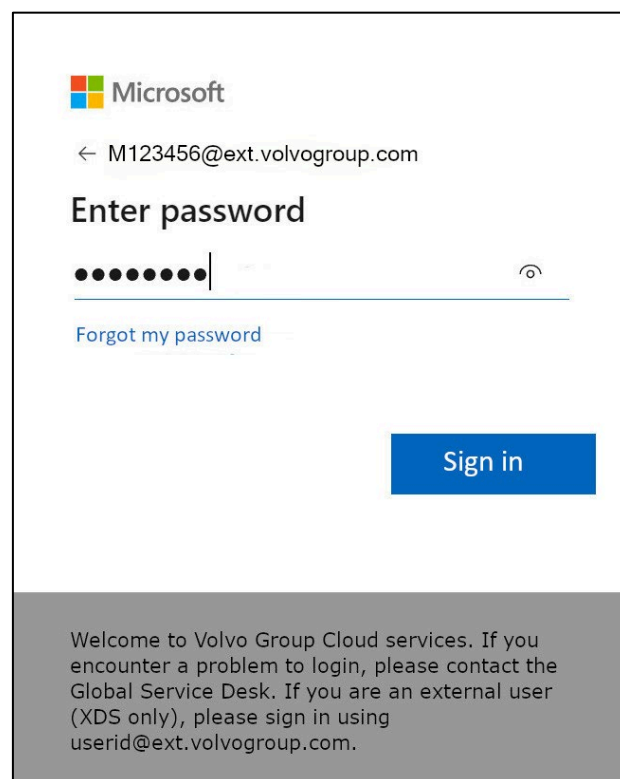 Microsoft
← M123456@ext.volvogroup.com
Enter password
••••••••
Forgot my password
Sign in
Welcome to Volvo Group Cloud services. If you
encounter a problem to login, please contact the
Global Service Desk. If you are an external user
(XDS only), please sign in using
userid@ext.volvogroup.com.